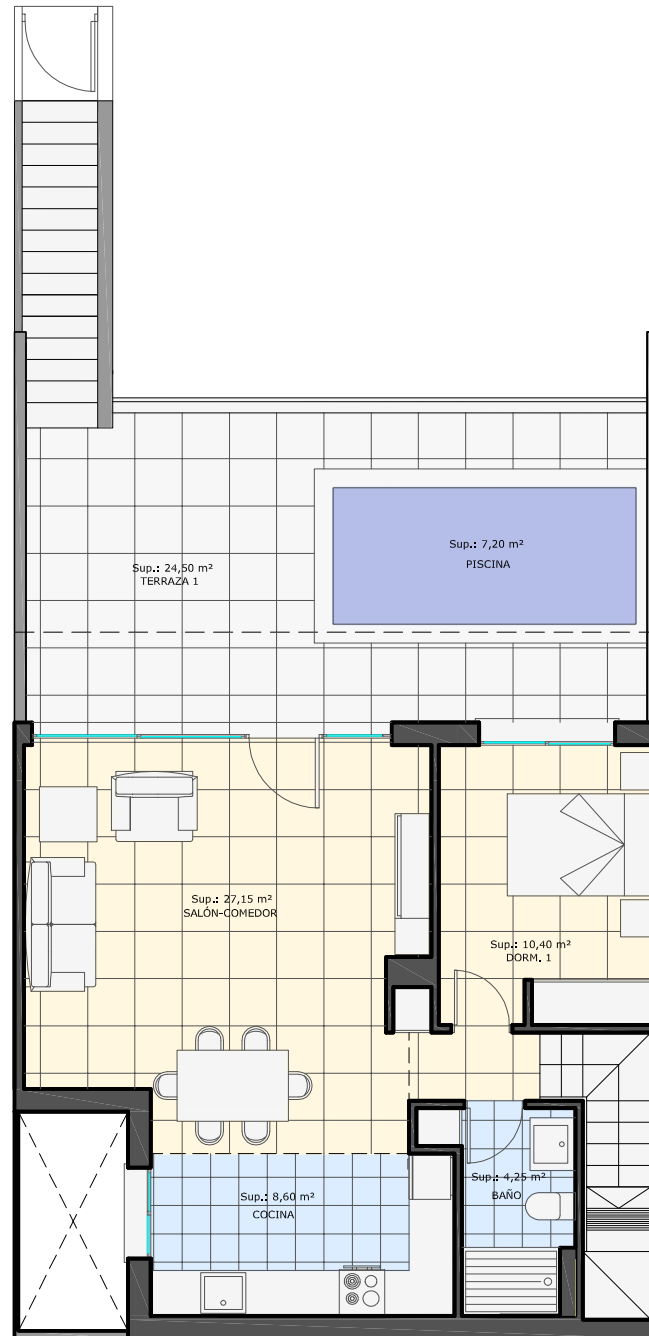 Sup.: 7,20 m²
PISCINA
Sup.: 24,50 m²
TERRAZA 1
Sup.: 27,15 m²
SALÓN-COMEDOR
Sup.: 10,40 m²
DORM. 1
Sup.: 4,25 m²
BAÑO
Sup.: 8,60 m²
COCINA